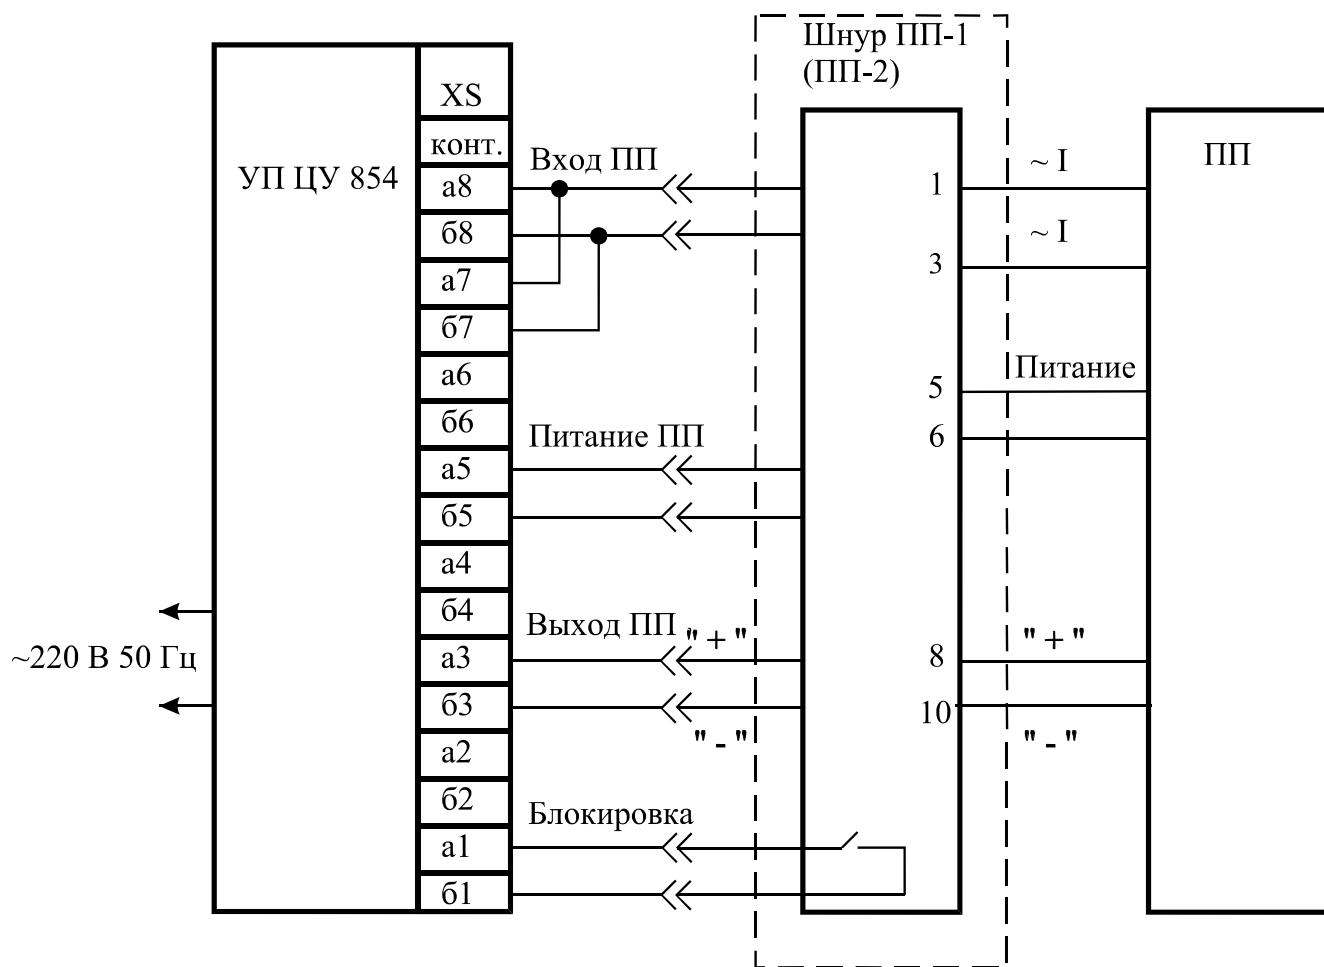 Шнур ПП-1
(ПП-2)
XS
конт.
УП ЦУ 854
Вход ПП
ПП
а8
1
~ I
б8
~ I
а7
3
б7
а6
Питание
5
б6
Питание ПП
6
а5
б5
а4
б4
Выход ПП
" + "
" + "
~220 В 50 Гц
а3
8
б3
10
" - "
" - "
а2
б2
Блокировка
а1
б1